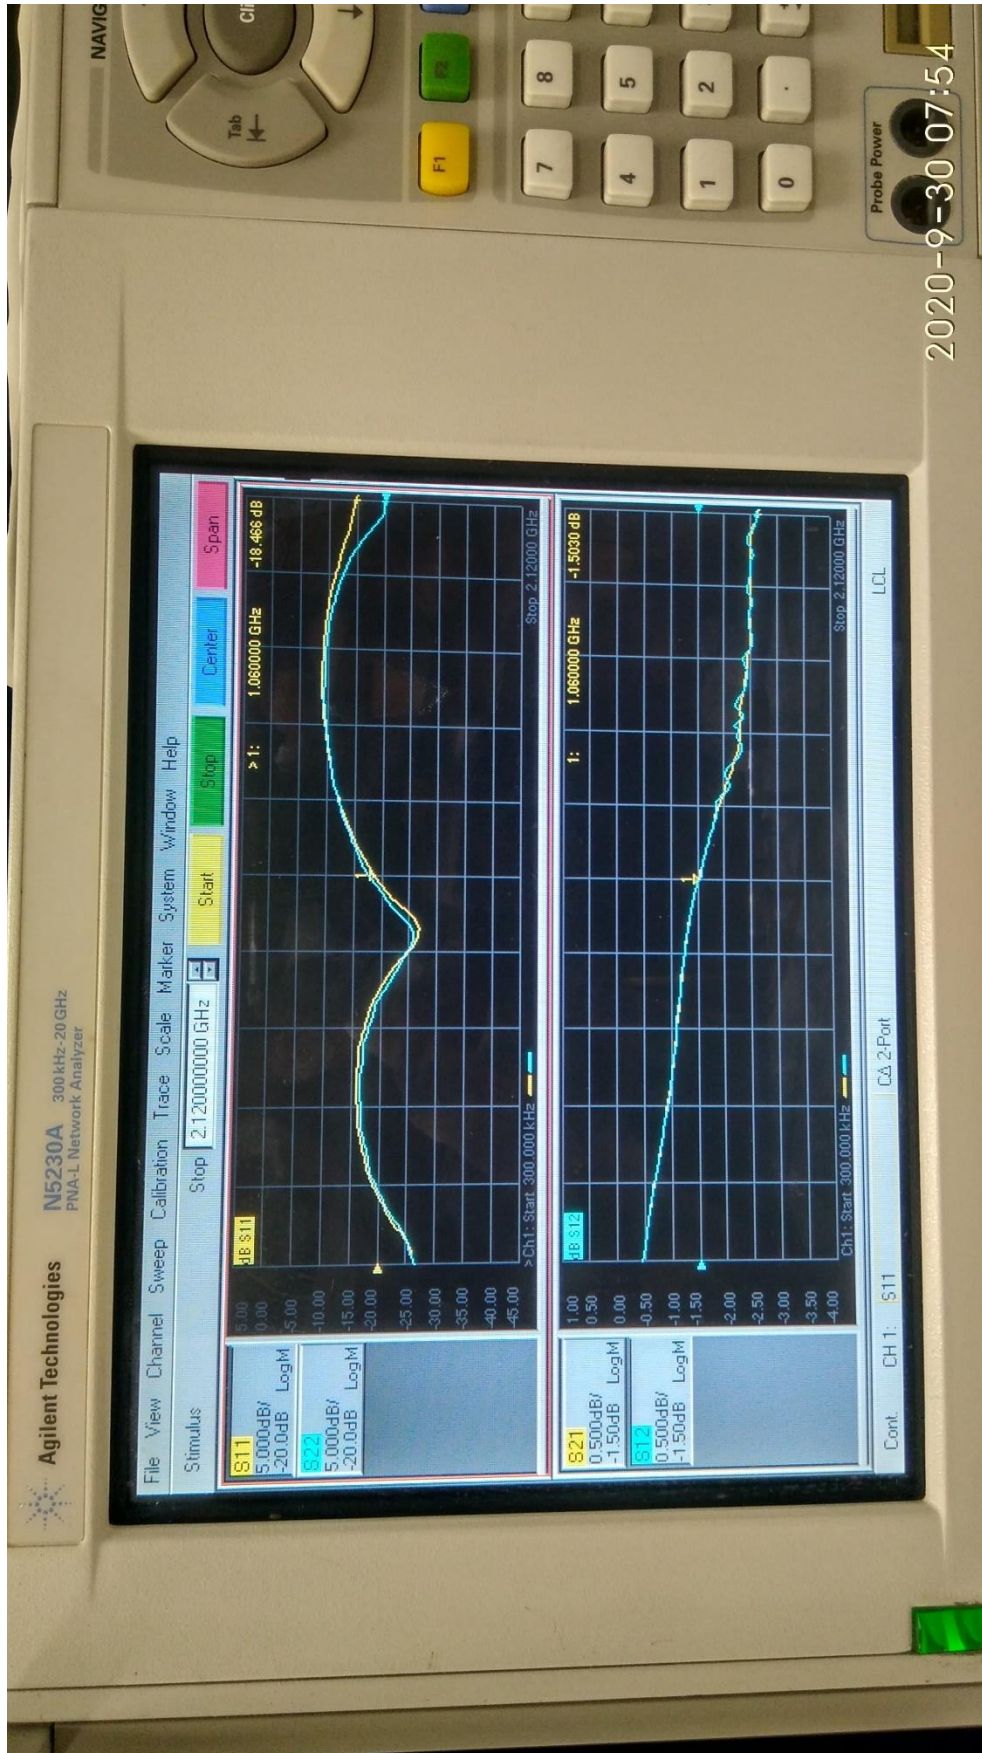 Agilent Technologies
N5230A 300 kHz-20 GHz
PNA-L Network Analyzer
File View Channel Sweep Calibration Trace Scale Marker System Window Help
Stimulus
Stop 2.120000000 GHz
Start
Stop
Center
Span
S11
5.000dB/
-20.0dB LogM
S22
5.000dB/
-20.0dB LogM
dB S11
5.00
0.00
-5.00
-10.00
-15.00
-20.00
-25.00
-30.00
-35.00
-40.00
-45.00
>1: 1.060000 GHz -18.466 dB
1
>Ch1: Start 300.000 kHz
Stop 2.12000 GHz
S21
0.500dB/
-1.50dB LogM
S12
0.500dB/
-1.50dB LogM
dB S12
1.00
0.50
0.00
-0.50
-1.00
-1.50
-2.00
-2.50
-3.00
-3.50
-4.00
1: 1.060000 GHz -1.5030 dB
1
Ch1: Start 300.000 kHz
Stop 2.12000 GHz
Cont. CH 1: S11 CΔ 2-Port LCL
NAVIG
Tab
Cli
F1
F2
7 8
4 5
1 2
0 .
Probe Power
2020-9-30 07:54